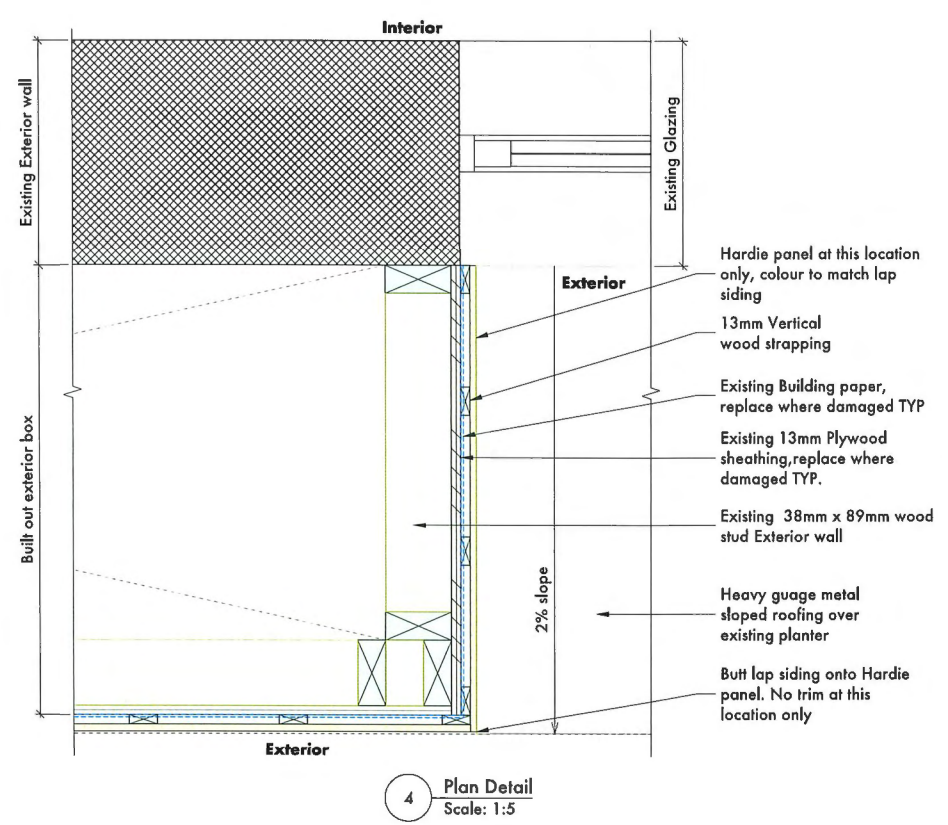 Interior
Existing Exterior wall
Existing Glazing
Exterior
Hardie panel at this location
only, colour to match lap
siding
13mm Vertical
wood strapping
Existing Building paper,
replace where damaged TYP
Existing 13mm Plywood
sheathing,replace where
damaged TYP.
Existing 38mm x 89mm wood
stud Exterior wall
Built out exterior box
2% slope
Heavy guage metal
sloped roofing over
existing planter
Butt lap siding onto Hardie
panel. No trim at this
location only
Exterior
4
Plan Detail
Scale: 1:5